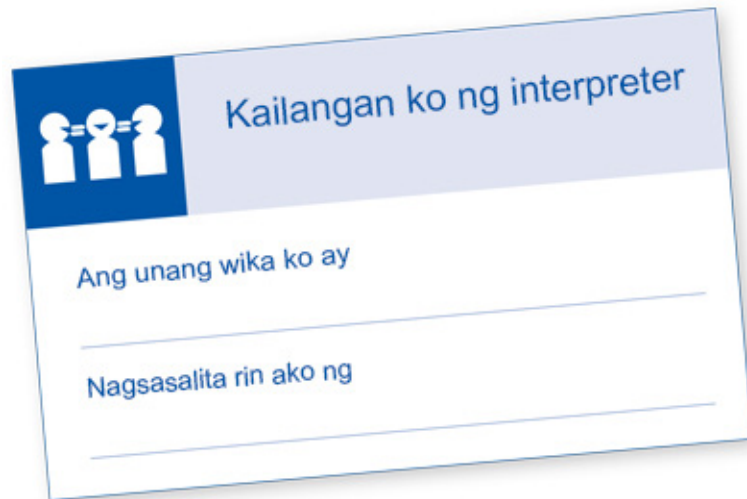 Kailangan ko ng interpreter
Ang unang wika ko ay
Nagsasalita rin ako ng